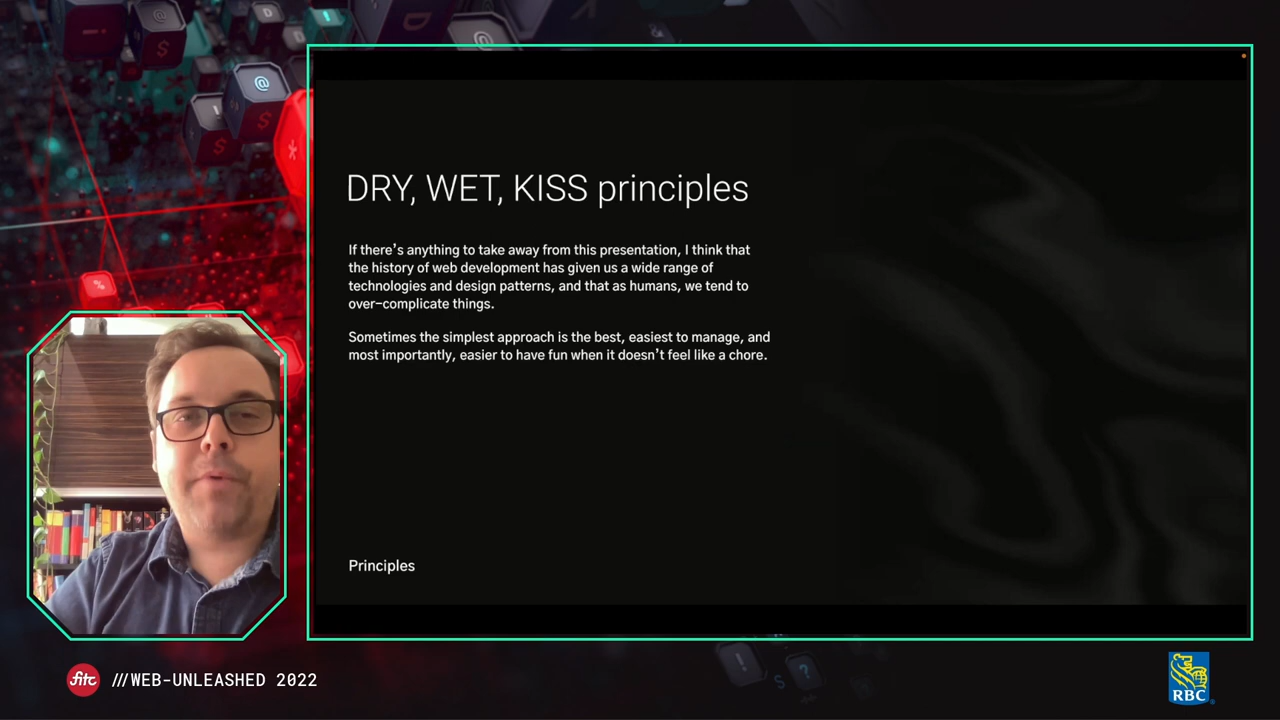 DRY, WET, KISS principles
If there's anything to take away from this presentation, I think that
the history of web development has given us a wide range of
technologies and design patterns, and that as humans, we tend to
over-complicate things.
Sometimes the simplest approach is the best, easiest to manage, and
most importantly, easier to have fun when it doesn't feel like a chore.
Principles
fitc
///WEB-UNLEASHED 2022
RBC